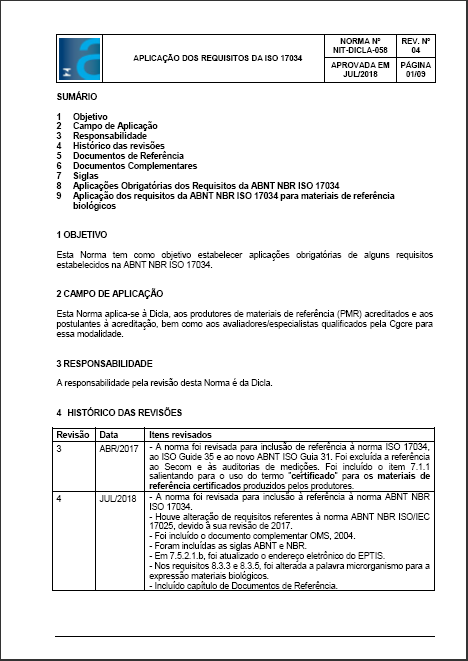 APLICAÇÃO DOS REQUISITOS DA ISO 17034
NORMA Nº
NIT-DICLA-058
REV. Nº
04
APROVADA EM
JUL/2018
PÁGINA
01/09
SUMÁRIO
1 Objetivo
2 Campo de Aplicação
3 Responsabilidade
4 Histórico das revisões
5 Documentos de Referência
6 Documentos Complementares
7 Siglas
8 Aplicações Obrigatórias dos Requisitos da ABNT NBR ISO 17034
9 Aplicação dos requisitos da ABNT NBR ISO 17034 para materiais de referência
biológicos
1 OBJETIVO
Esta Norma tem como objetivo estabelecer aplicações obrigatórias de alguns requisitos
estabelecidos na ABNT NBR ISO 17034.
2 CAMPO DE APLICAÇÃO
Esta Norma aplica-se à Dicla, aos produtores de materiais de referência (PMR) acreditados e aos
postulantes à acreditação, bem como aos avaliadores/especialistas qualificados pela Cgcre para
essa modalidade.
3 RESPONSABILIDADE
A responsabilidade pela revisão desta Norma é da Dicla.
4 HISTÓRICO DAS REVISÕES
Revisão Data Itens revisados
3 ABR/2017 - A norma foi revisada para inclusão de referência à norma ISO 17034,
ao ISO Guide 35 e ao novo ABNT ISO Guia 31. Foi excluída a referência
ao Secom e às auditorias de medições. Foi incluído o item 7.1.1
salientando para o uso do termo "certificado" para os materiais de
referência certificados produzidos pelos produtores.
4 JUL/2018 - A norma foi revisada para inclusão à referência à norma ABNT NBR
ISO 17034.
- Houve alteração de requisitos referentes à norma ABNT NBR ISO/IEC
17025, devido à sua revisão de 2017.
- Foi incluído o documento complementar OMS, 2004.
- Foram incluídas as siglas ABNT e NBR.
- Em 7.5.2.1.b, foi atualizado o endereço eletrônico do EPTIS.
- Nos requisitos 8.3.3 e 8.3.5, foi alterada a palavra microrganismo para a
expressão materiais biológicos.
- Incluído capítulo de Documentos de Referência.